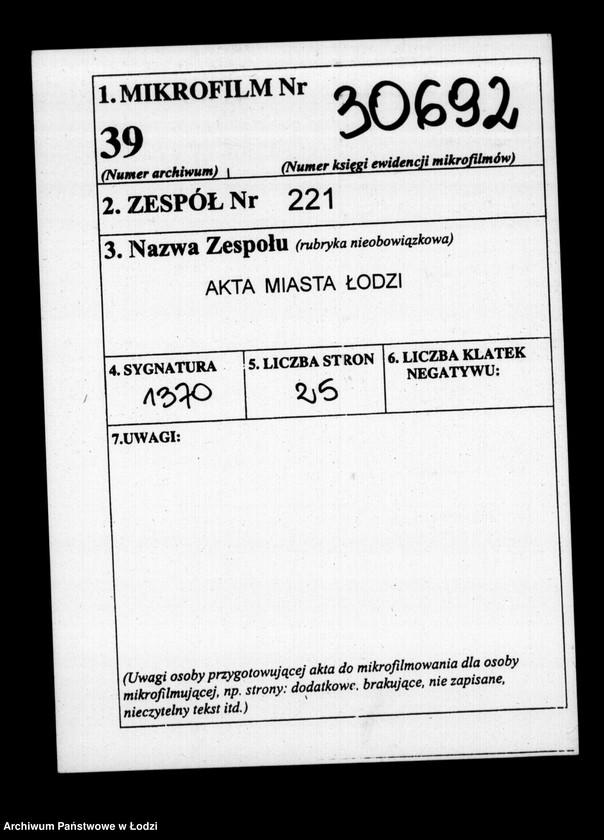 1. MIKROFILM Nr 30692
39
(Numer archiwum) (Numer księgi ewidencji mikrofilmów)
2. ZESPÓŁ Nr 221
3. Nazwa Zespołu (rubryka nieobowiązkowa)
AKTA MIASTA ŁODZI
4. SYGNATURA
1370
5. LICZBA STRON
25
6. LICZBA KLATEK
NEGATYWU:
7.UWAGI:
(Uwagi osoby przygotowującej akta do mikrofilmowania dla osoby
mikrofilmującej, np. strony: dodatkowe. brakujące, nie zapisane,
nieczytelny tekst itd.)
Archiwum Państwowe w Łodzi